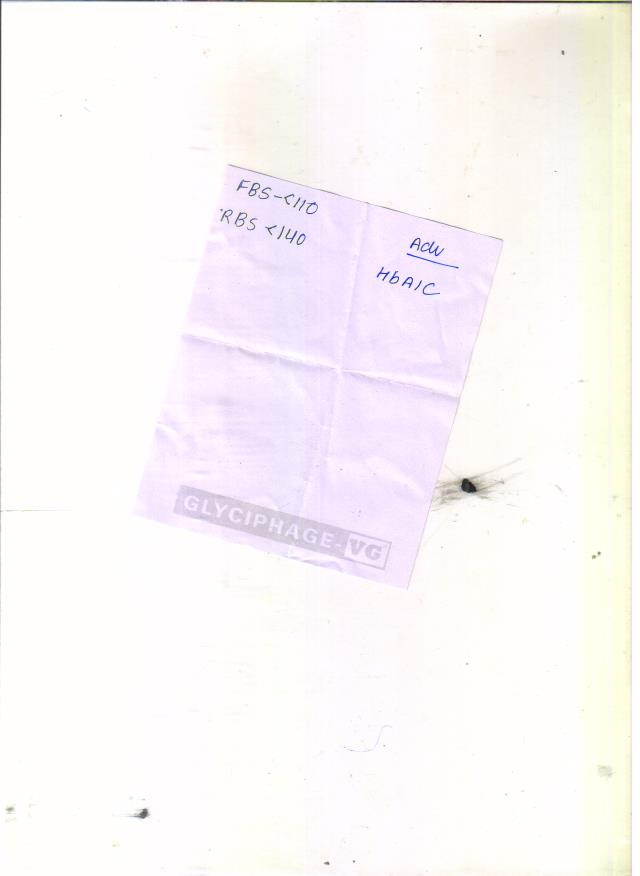 FBS-<110
RBS <140
Adv
HbA1C
GLYCIPHAGE-VG